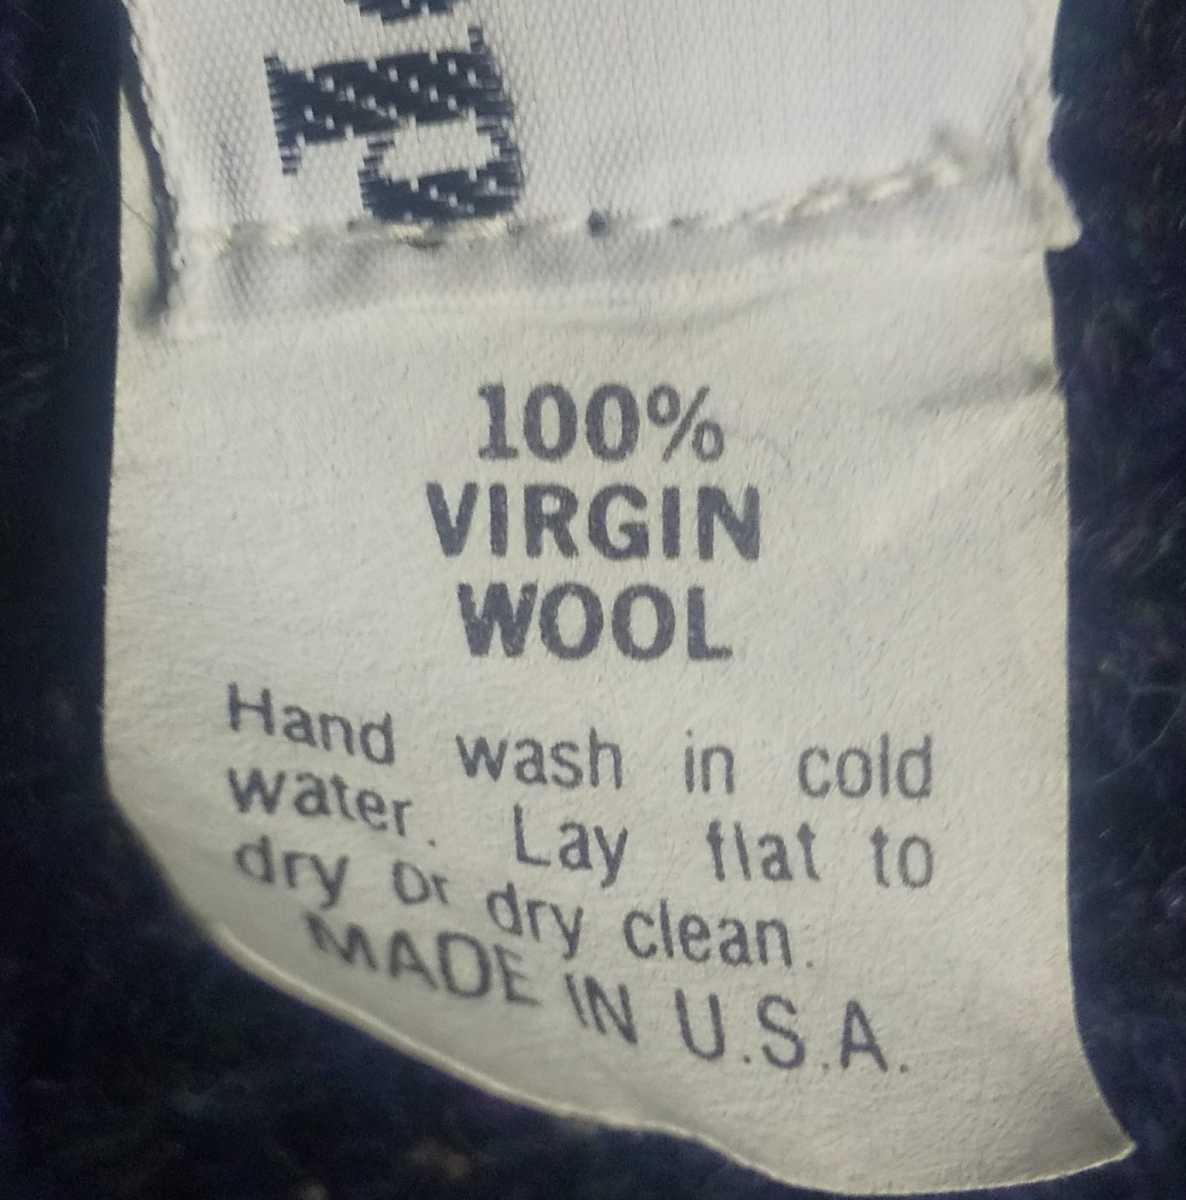 100%
VIRGIN
WOOL
Hand wash in cold
water. Lay flat to
dry or dry clean.
MADE IN U.S.A.